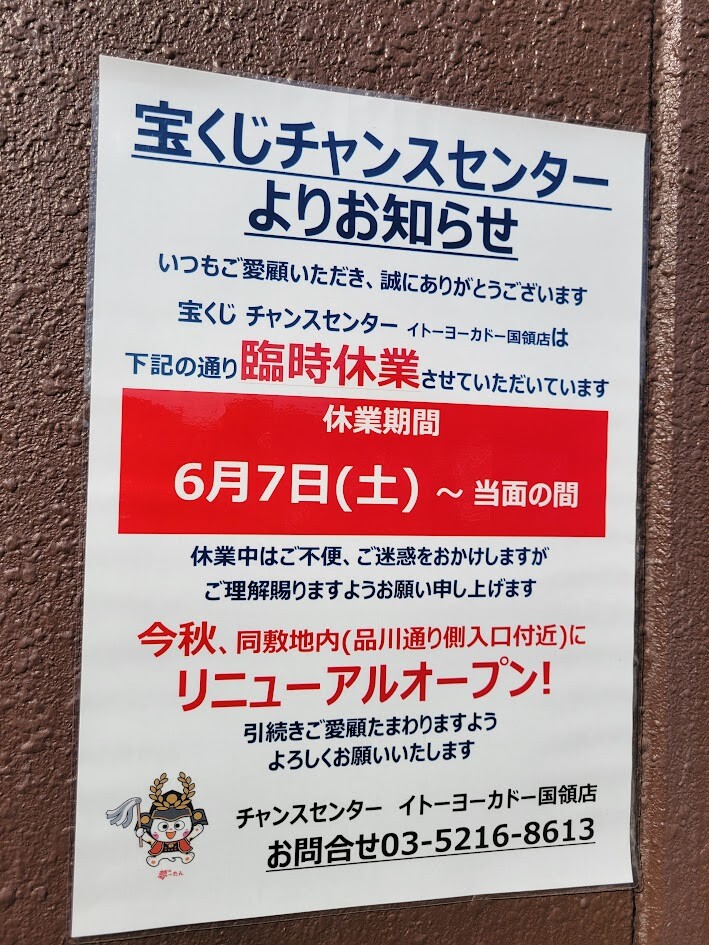 宝くじチャンスセンター
よりお知らせ
いつもご愛顧いただき、誠にありがとうございます
宝くじ チャンスセンター イトーヨーカドー国領店は
下記の通り臨時休業させていただいています
休業期間
6月7日(土) ～ 当面の間
休業中はご不便、ご迷惑をおかけしますが
ご理解賜りますようお願い申し上げます
今秋、同敷地内(品川通り側入口付近)に
リニューアルオープン!
引続きご愛顧たまわりますよう
よろしくお願いいたします
チャンスセンター イトーヨーカドー国領店
お問合せ03-5216-8613